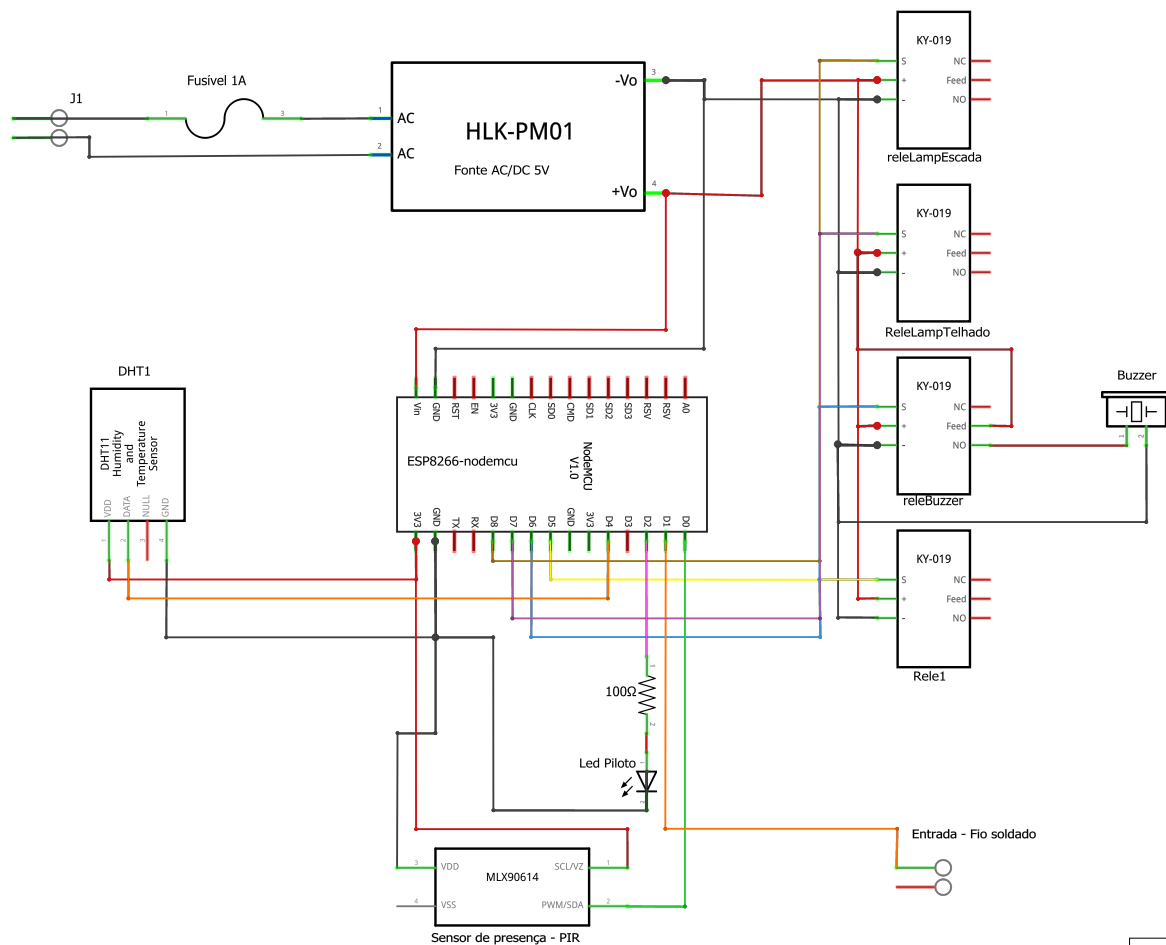 J1
Fusível 1A
1
3
1
AC
2
AC
HLK-PM01
Fonte AC/DC 5V
-Vo
3
+Vo
4
KY-019
S
+
-
NC
Feed
NO
releLampEscada
KY-019
S
+
-
NC
Feed
NO
ReleLampTelhado
KY-019
S
+
-
NC
Feed
NO
releBuzzer
Buzzer
1
2
KY-019
S
+
-
NC
Feed
NO
Rele1
DHT1
DHT11
Humidity
and
Temperature
Sensor
VDD
DATA
NULL
GND
1
2
3
4
Vin
GND
RST
EN
3V3
GND
CLK
SD0
CMD
SD1
SD2
SD3
RSV
RSV
A0
ESP8266-nodemcu
NodeMCU
V1.0
3V3
GND
TX
RX
D8
D7
D6
D5
GND
3V3
D4
D3
D2
D1
D0
1
100Ω
2
Led Piloto
1
2
3
VDD
4
VSS
MLX90614
SCL/VZ
1
PWM/SDA
2
Sensor de presença - PIR
Entrada - Fio soldado